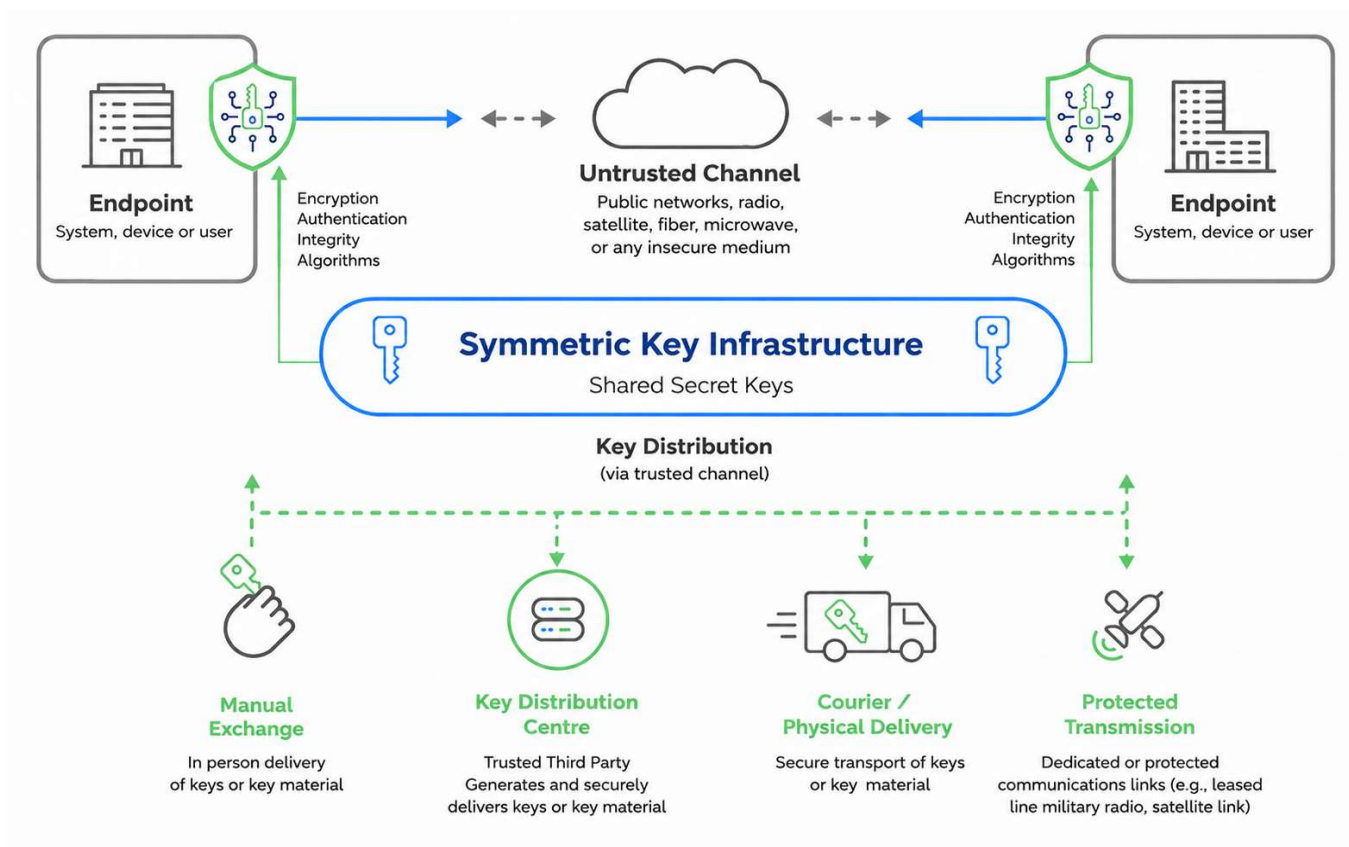 Endpoint
System, device or user
Encryption
Authentication
Integrity
Algorithms
Untrusted Channel
Public networks, radio,
satellite, fiber, microwave,
or any insecure medium
Encryption
Authentication
Integrity
Algorithms
Endpoint
System, device or user
Symmetric Key Infrastructure
Shared Secret Keys
Key Distribution
(via trusted channel)
Manual
Exchange
In person delivery
of keys or key material
Key Distribution
Centre
Trusted Third Party
Generates and securely
delivers keys or key material
Courier /
Physical Delivery
Secure transport of keys
or key material
Protected
Transmission
Dedicated or protected
communications links (e.g., leased
line military radio, satellite link)